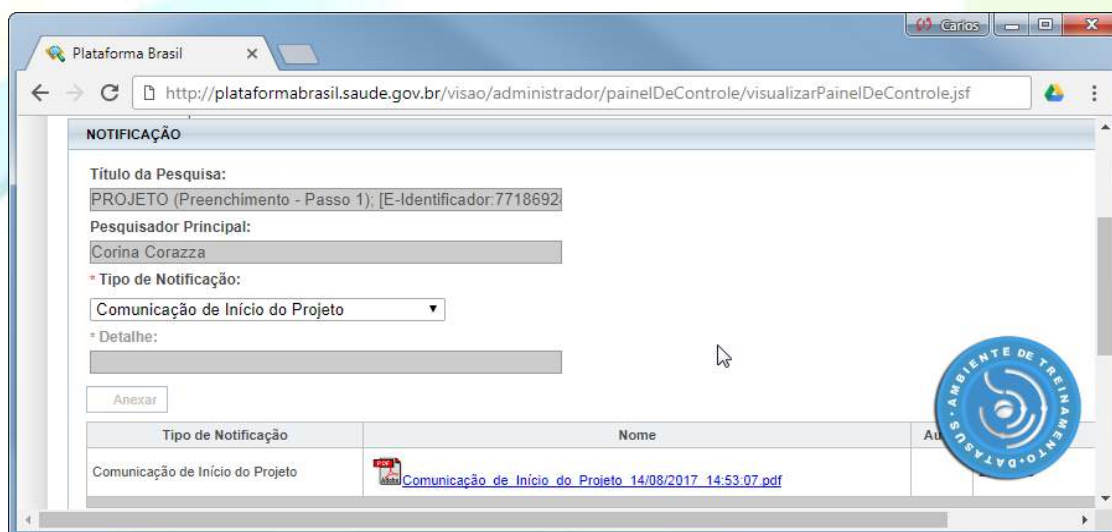 Carlos
Plataforma Brasil
http://plataformabrasil.saude.gov.br/visao/administrador/painelDeControle/visualizarPainelDeControle.jsf
NOTIFICAÇÃO
Título da Pesquisa:
PROJETO (Preenchimento - Passo 1); [E-Identificador:7718692
Pesquisador Principal:
Corina Corazza
* Tipo de Notificação:
Comunicação de Início do Projeto
* Detalhe:
Anexar
Tipo de Notificação Nome Au
Comunicação de Início do Projeto Comunicação_de_Início_do_Projeto_14/08/2017_14:53:07.pdf
AMBIENTE DE TREINAMENTO • DATASUS •